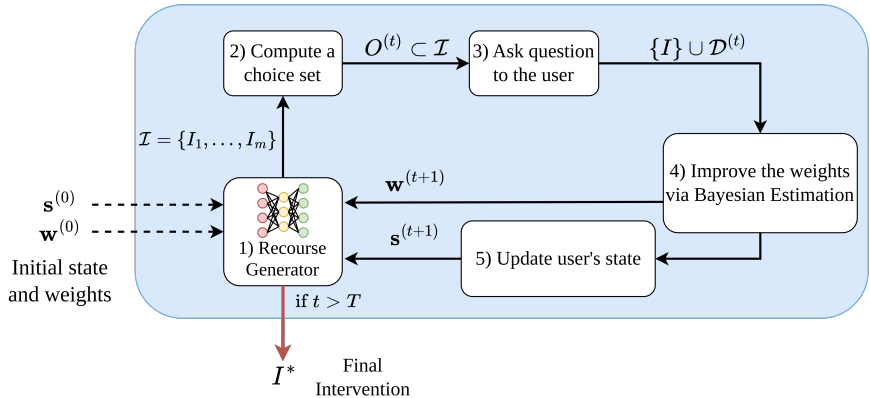 2) Compute a
choice set
O^{(t)} ⊂ 𝓘
3) Ask question
to the user
{I} ∪ 𝓓^{(t)}
𝓘 = {I_1, . . . , I_m}
4) Improve the weights
via Bayesian Estimation
w^{(t+1)}
s^{(0)}
w^{(0)}
Initial state
and weights
1) Recourse
Generator
s^{(t+1)}
5) Update user's state
if t > T
I^*
Final
Intervention